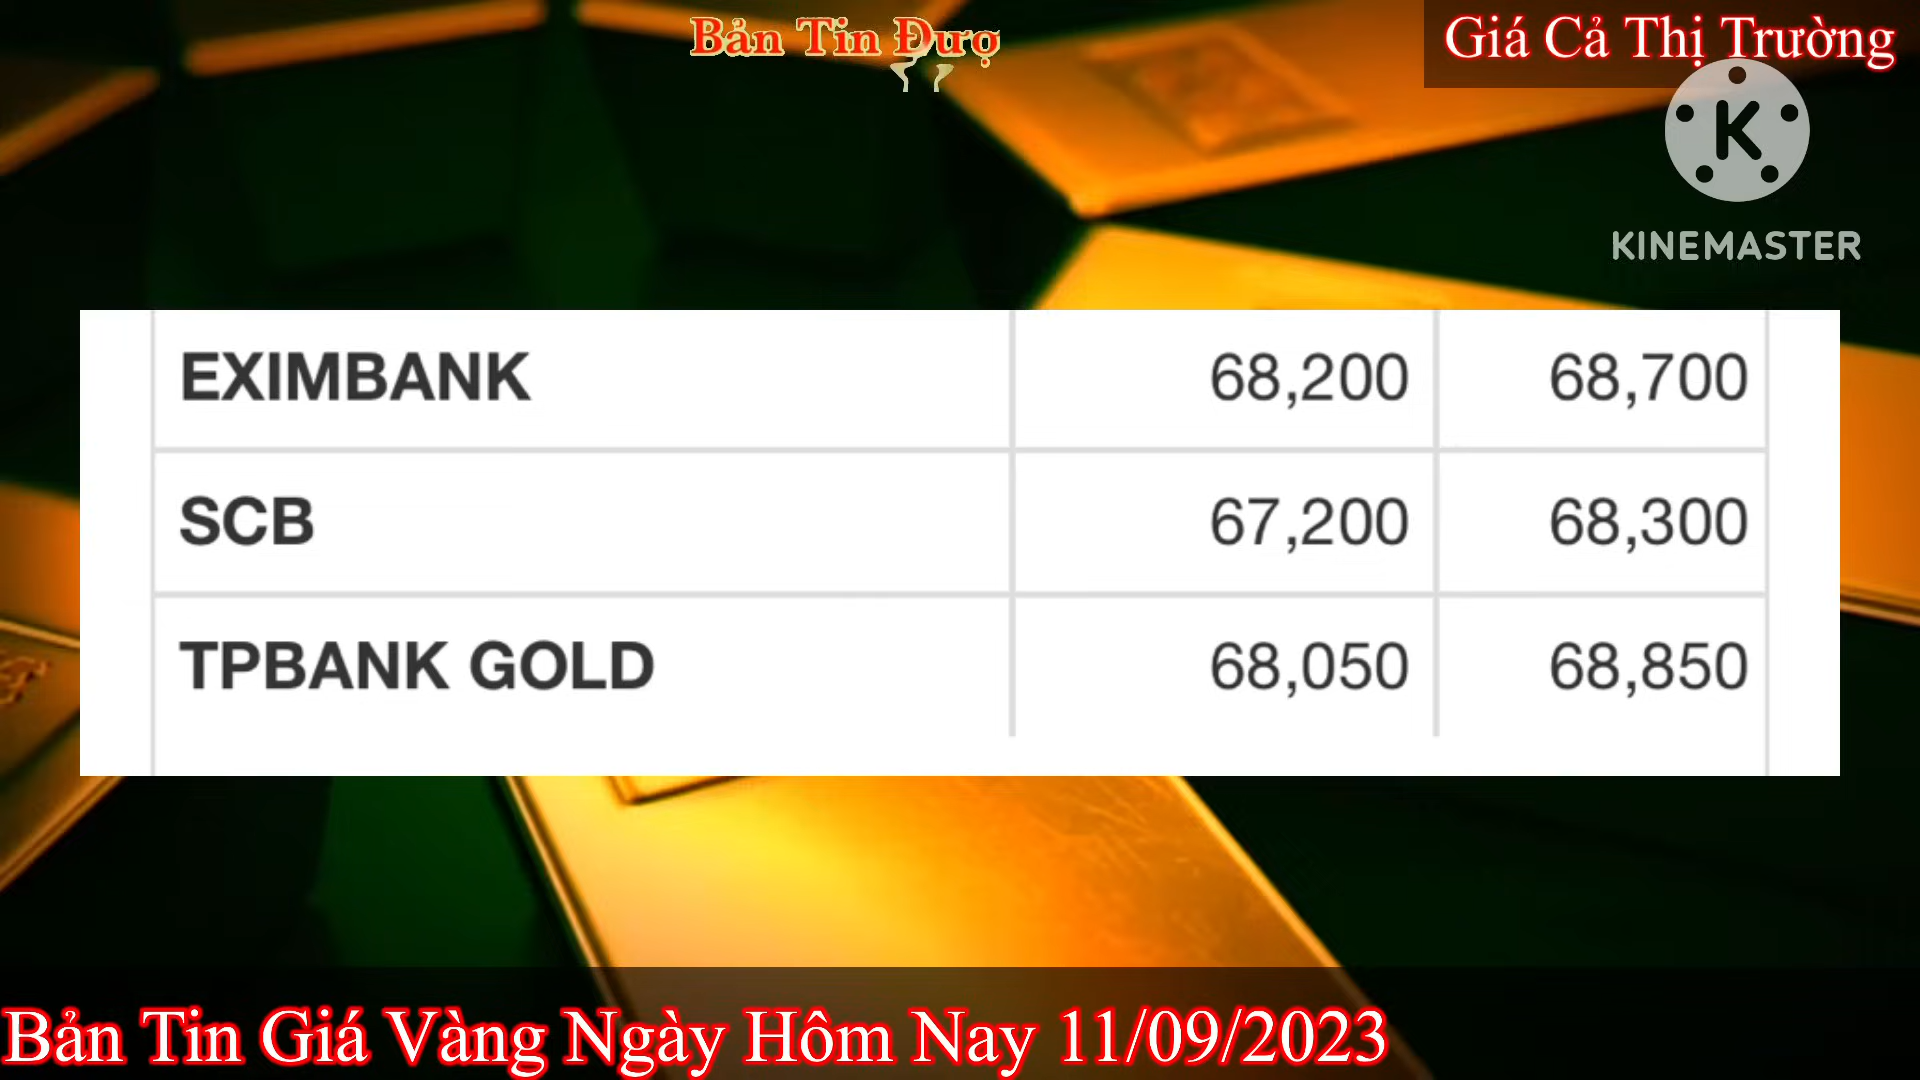 Bản Tin Đượ
Giá Cả Thị Trường
K
KINEMASTER
EXIMBANK 68,200 68,700
SCB 67,200 68,300
TPBANK GOLD 68,050 68,850
Bản Tin Giá Vàng Ngày Hôm Nay 11/09/2023